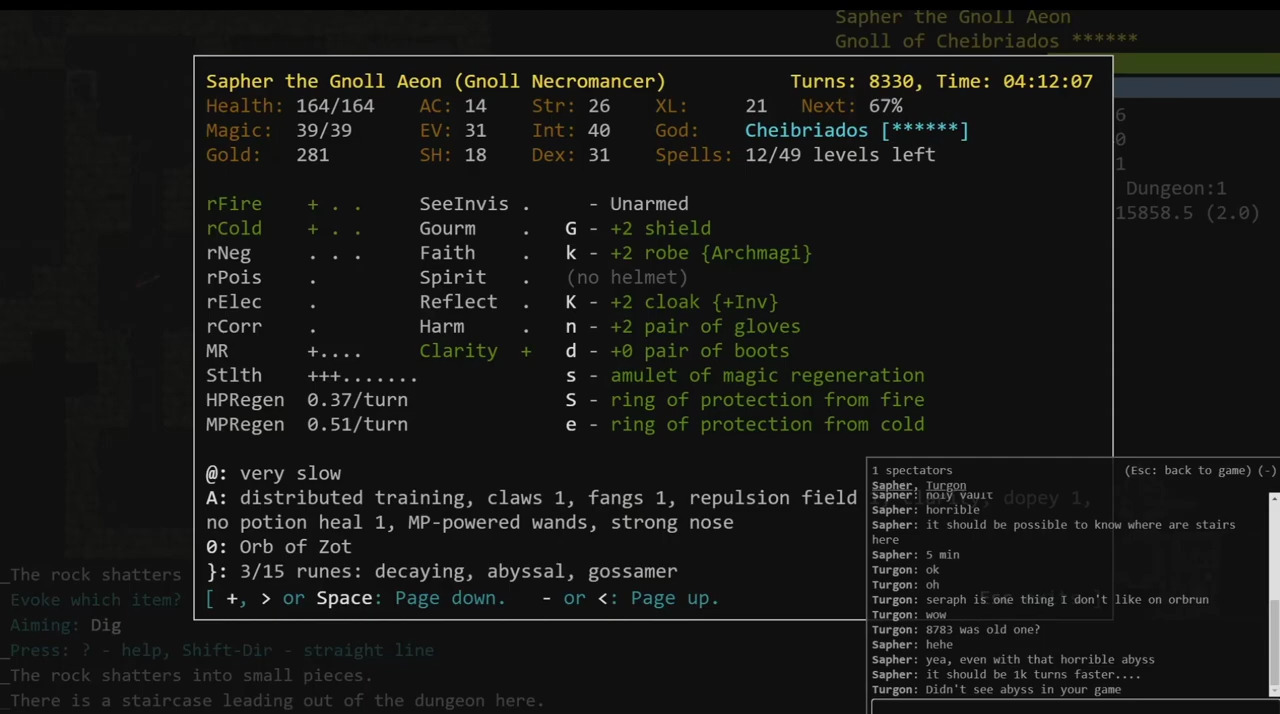 Sapher the Gnoll Aeon
Gnoll of Cheibriados ******
Sapher the Gnoll Aeon (Gnoll Necromancer) Turns: 8330, Time: 04:12:07
Health: 164/164 AC: 14 Str: 26 XL: 21 Next: 67%
Magic: 39/39 EV: 31 Int: 40 God: Cheibriados [******]
Gold: 281 SH: 18 Dex: 31 Spells: 12/49 levels left
6
0
1
Dungeon:1
15858.5 (2.0)
rFire + . . SeeInvis . - Unarmed
rCold + . . Gourm . G - +2 shield
rNeg . . . Faith . k - +2 robe {Archmagi}
rPois . Spirit . (no helmet)
rElec . Reflect . K - +2 cloak {+Inv}
rCorr . Harm . n - +2 pair of gloves
MR +.... Clarity + d - +0 pair of boots
Stlth +++....... s - amulet of magic regeneration
HPRegen 0.37/turn S - ring of protection from fire
MPRegen 0.51/turn e - ring of protection from cold
@: very slow
A: distributed training, claws 1, fangs 1, repulsion field dopey 1,
no potion heal 1, MP-powered wands, strong nose
0: Orb of Zot
}: 3/15 runes: decaying, abyssal, gossamer
[ +, > or Space: Page down. - or <: Page up.
_The rock shatters
Evoke which item?
Aiming: Dig
_Press: ? - help, Shift-Dir - straight line
_The rock shatters into small pieces.
_There is a staircase leading out of the dungeon here.
1 spectators (Esc: back to game) (-)
Sapher, Turgon
Sapher: holy vault
Sapher: horrible
Sapher: it should be possible to know where are stairs
here
Sapher: 5 min
Turgon: ok
Turgon: oh
Turgon: seraph is one thing I don't like on orbrun
Turgon: wow
Turgon: 8783 was old one?
Sapher: hehe
Sapher: yea, even with that horrible abyss
Sapher: it should be 1k turns faster....
Turgon: Didn't see abyss in your game